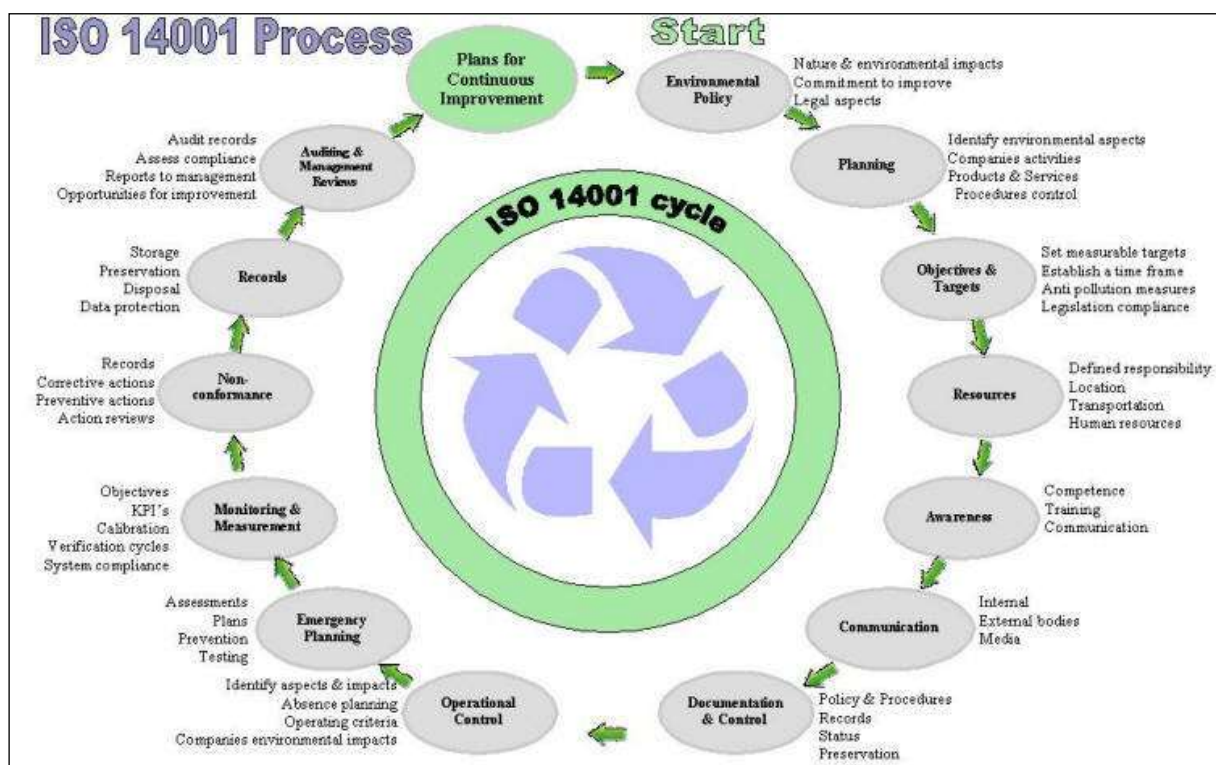 ISO 14001 Process
Start
Plans for
Continuous
Improvement
Environmental
Policy
Nature & environmental impacts
Commitment to improve
Legal aspects
Planning
Identify environmental aspects
Companies activities
Products & Services
Procedures control
Objectives &
Targets
Set measurable targets
Establish a time frame
Anti pollution measures
Legislation compliance
Resources
Defined responsibility
Location
Transportation
Human resources
Awareness
Competence
Training
Communication
Communication
Internal
External bodies
Media
Documentation
& Control
Policy & Procedures
Records
Status
Preservation
Operational
Control
Identify aspects & impacts
Absence planning
Operating criteria
Companies environmental impacts
Emergency
Planning
Assessments
Plans
Prevention
Testing
Monitoring &
Measurement
Objectives
KPI´s
Calibration
Verification cycles
System compliance
Non-
conformance
Records
Corrective actions
Preventive actions
Action reviews
Records
Storage
Preservation
Disposal
Data protection
Auditing &
Management
Reviews
Audit records
Assess compliance
Reports to management
Opportunities for improvement
ISO 14001 cycle